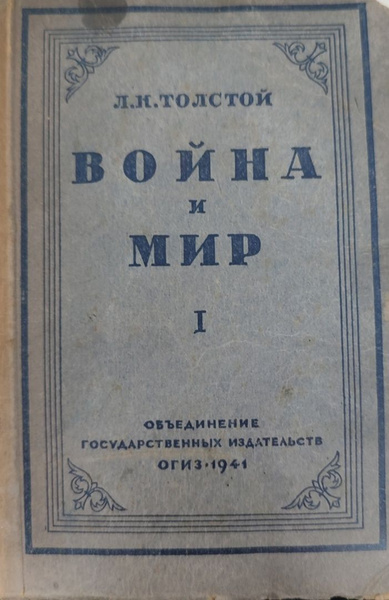 Л.Н.ТОЛСТОЙ
ВОЙНА
и
МИР
I
ОБЪЕДИНЕНИЕ
ГОСУДАРСТВЕННЫХ ИЗДАТЕЛЬСТВ
ОГИЗ·1941